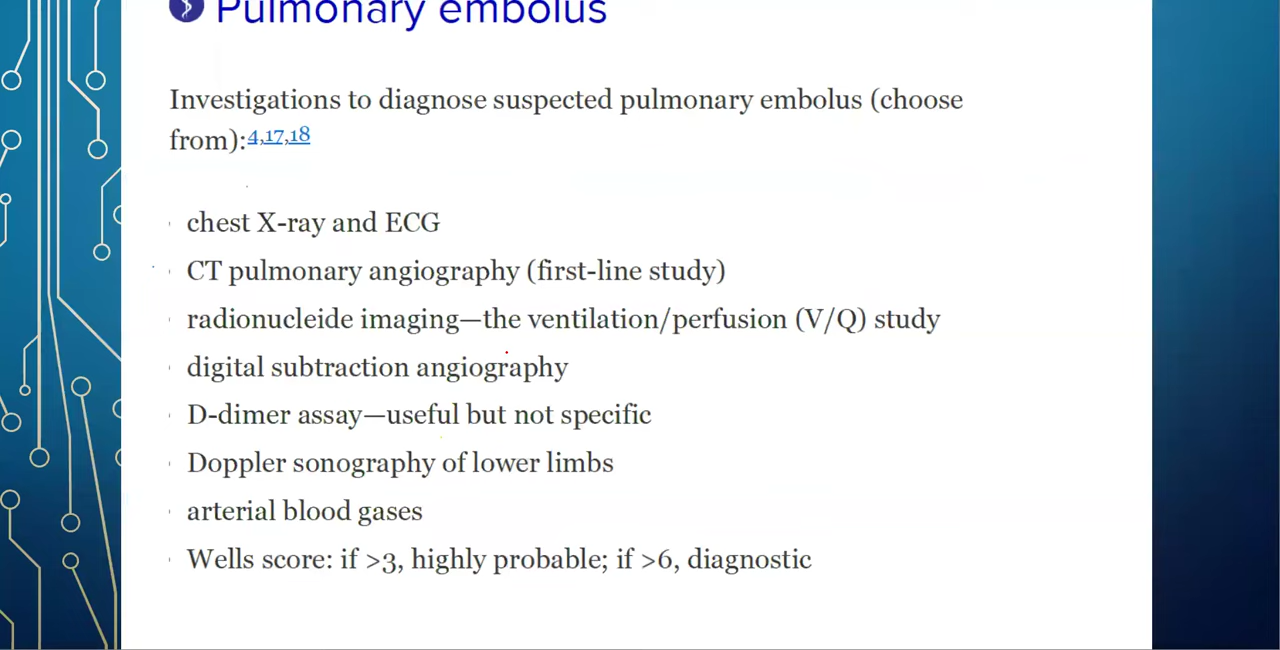 Pulmonary embolus
Investigations to diagnose suspected pulmonary embolus (choose
from):4,17,18
chest X-ray and ECG
CT pulmonary angiography (first-line study)
radionucleide imaging—the ventilation/perfusion (V/Q) study
digital subtraction angiography
D-dimer assay—useful but not specific
Doppler sonography of lower limbs
arterial blood gases
Wells score: if >3, highly probable; if >6, diagnostic